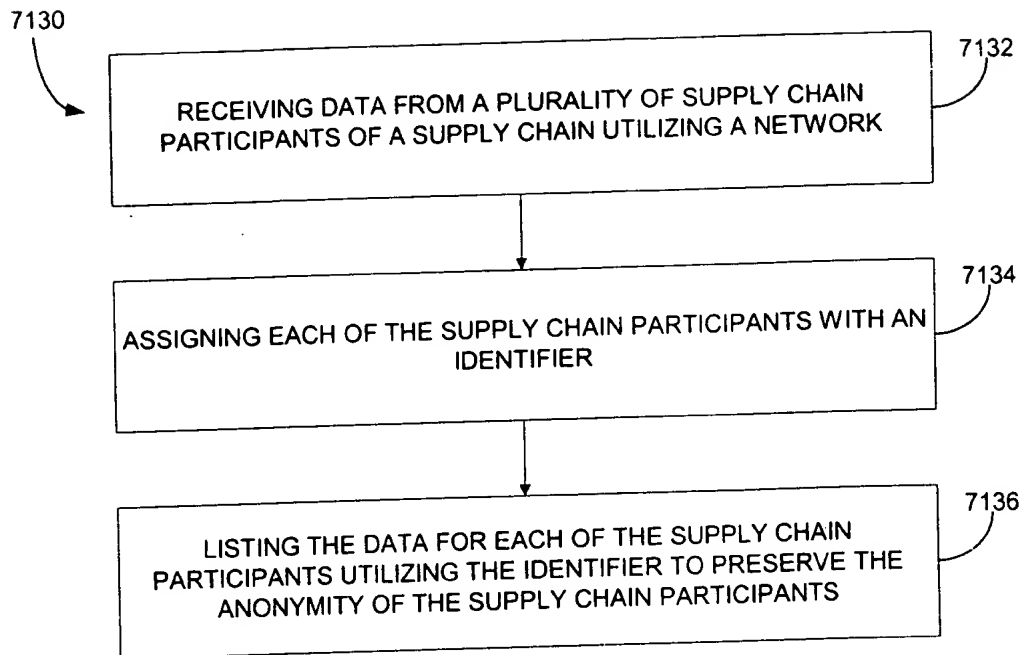 7130
7132
RECEIVING DATA FROM A PLURALITY OF SUPPLY CHAIN
PARTICIPANTS OF A SUPPLY CHAIN UTILIZING A NETWORK
7134
ASSIGNING EACH OF THE SUPPLY CHAIN PARTICIPANTS WITH AN
IDENTIFIER
7136
LISTING THE DATA FOR EACH OF THE SUPPLY CHAIN
PARTICIPANTS UTILIZING THE IDENTIFIER TO PRESERVE THE
ANONYMITY OF THE SUPPLY CHAIN PARTICIPANTS